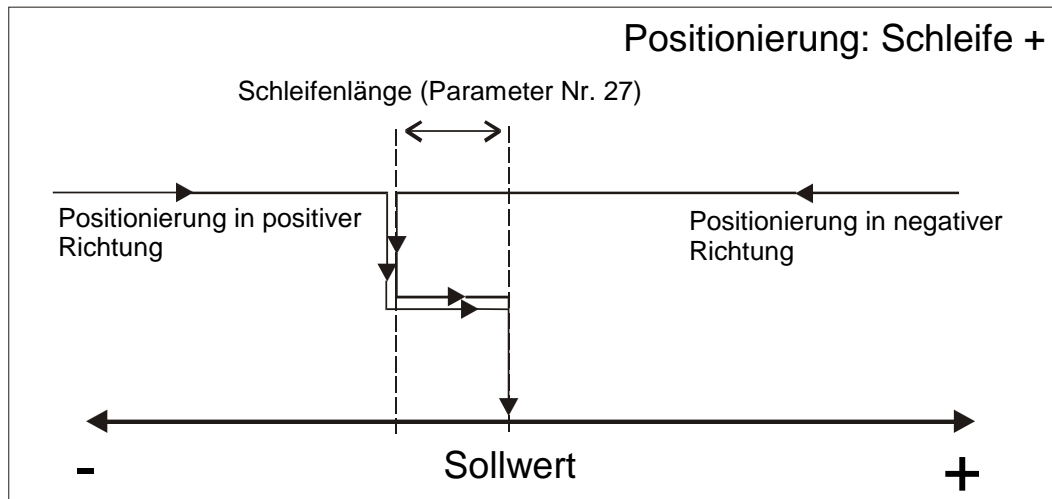 Positionierung: Schleife +
Schleifenlänge (Parameter Nr. 27)
Positionierung in positiver
Richtung
Positionierung in negativer
Richtung
- Sollwert +